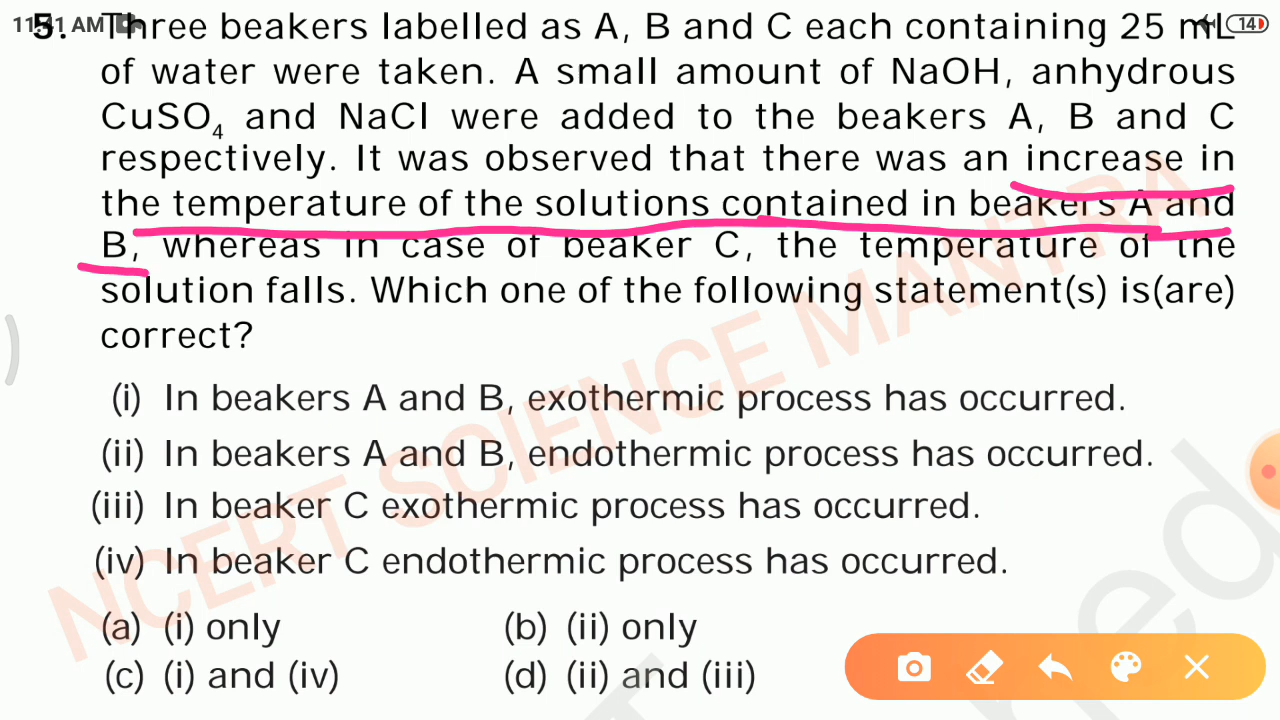 11:41 AM
14
5. Three beakers labelled as A, B and C each containing 25 mL
of water were taken. A small amount of NaOH, anhydrous
CuSO₄ and NaCl were added to the beakers A, B and C
respectively. It was observed that there was an increase in
the temperature of the solutions contained in beakers A and
B, whereas in case of beaker C, the temperature of the
solution falls. Which one of the following statement(s) is(are)
correct?
(i) In beakers A and B, exothermic process has occurred.
(ii) In beakers A and B, endothermic process has occurred.
(iii) In beaker C exothermic process has occurred.
(iv) In beaker C endothermic process has occurred.
(a) (i) only (b) (ii) only
(c) (i) and (iv) (d) (ii) and (iii)
NCERT SCIENCE MANTRA